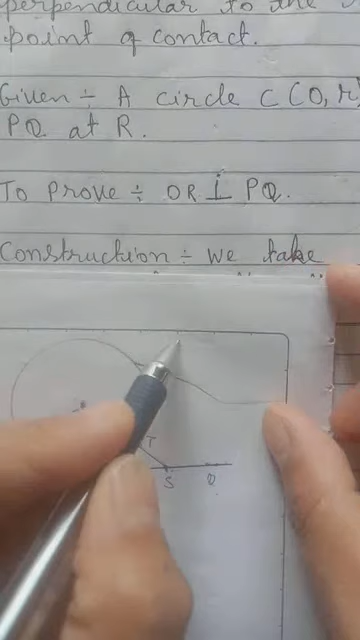 perpendicular to the
point of contact.
Given ÷ A circle C(O, r)
PQ at R.
To Prove ÷ OR ⊥ PQ.
Construction ÷ we take
T
S
Q